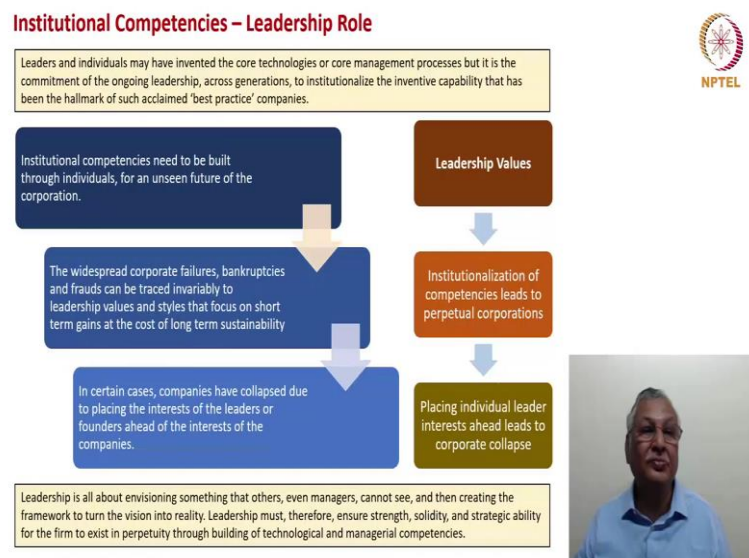 Institutional Competencies – Leadership Role
NPTEL
Leaders and individuals may have invented the core technologies or core management processes but it is the
commitment of the ongoing leadership, across generations, to institutionalize the inventive capability that has
been the hallmark of such acclaimed 'best practice' companies.
Institutional competencies need to be built
through individuals, for an unseen future of the
corporation.
The widespread corporate failures, bankruptcies
and frauds can be traced invariably to
leadership values and styles that focus on short
term gains at the cost of long term sustainability
In certain cases, companies have collapsed due
to placing the interests of the leaders or
founders ahead of the interests of the
companies.
Leadership Values
Institutionalization of
competencies leads to
perpetual corporations
Placing individual leader
interests ahead leads to
corporate collapse
Leadership is all about envisioning something that others, even managers, cannot see, and then creating the
framework to turn the vision into reality. Leadership must, therefore, ensure strength, solidity, and strategic ability
for the firm to exist in perpetuity through building of technological and managerial competencies.